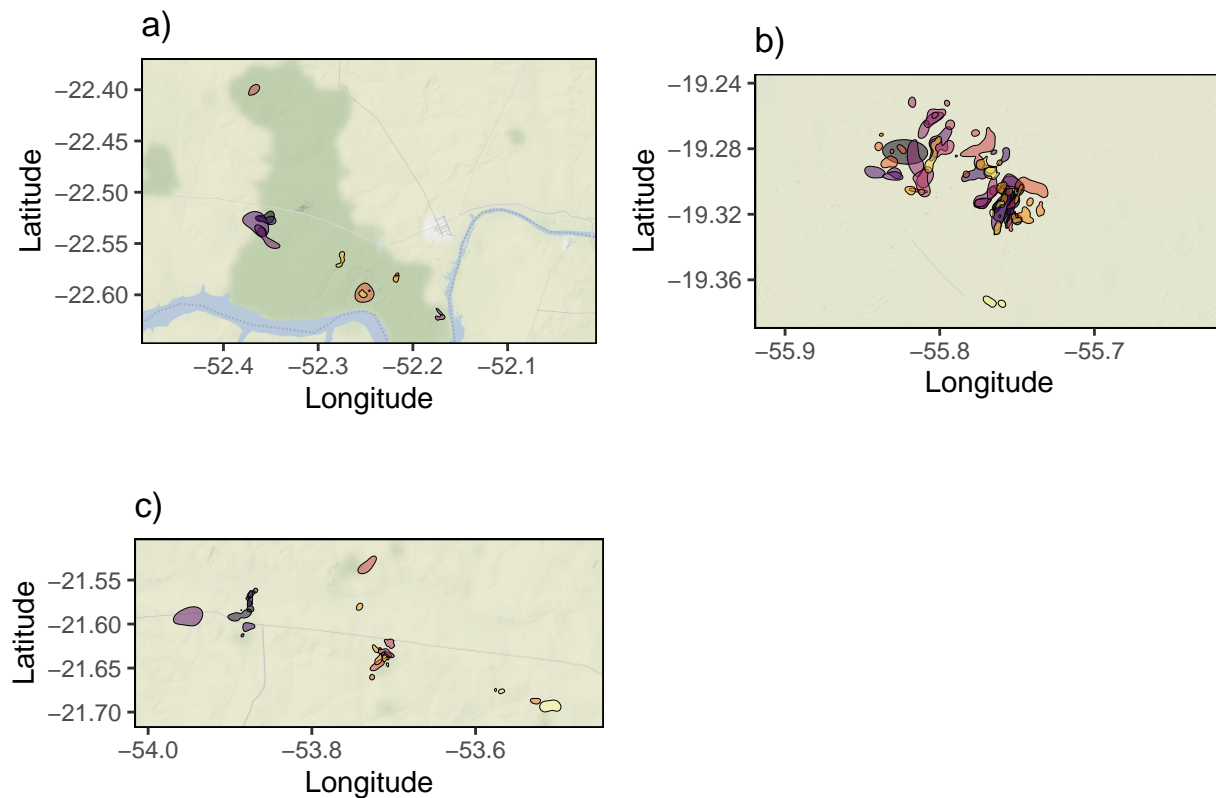 a)
−22.40
−22.45
−22.50
−22.55
−22.60
Latitude
−52.4 −52.3 −52.2 −52.1
Longitude
b)
−19.24
−19.28
−19.32
−19.36
Latitude
−55.9 −55.8 −55.7
Longitude
c)
−21.55
−21.60
−21.65
−21.70
Latitude
−54.0 −53.8 −53.6
Longitude